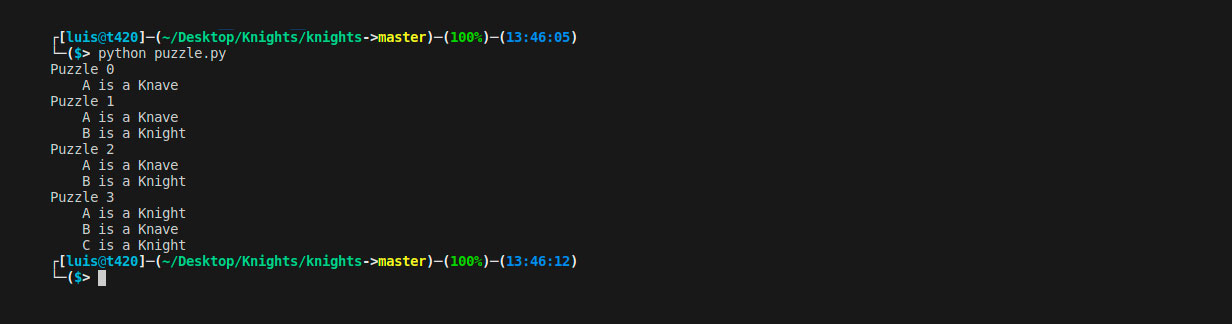 ┌[luis@t420]─(~/Desktop/Knights/knights->master)─(100%)─(13:46:05)
└─($> python puzzle.py
Puzzle 0
    A is a Knave
Puzzle 1
    A is a Knave
    B is a Knight
Puzzle 2
    A is a Knave
    B is a Knight
Puzzle 3
    A is a Knight
    B is a Knave
    C is a Knight
┌[luis@t420]─(~/Desktop/Knights/knights->master)─(100%)─(13:46:12)
└─($>